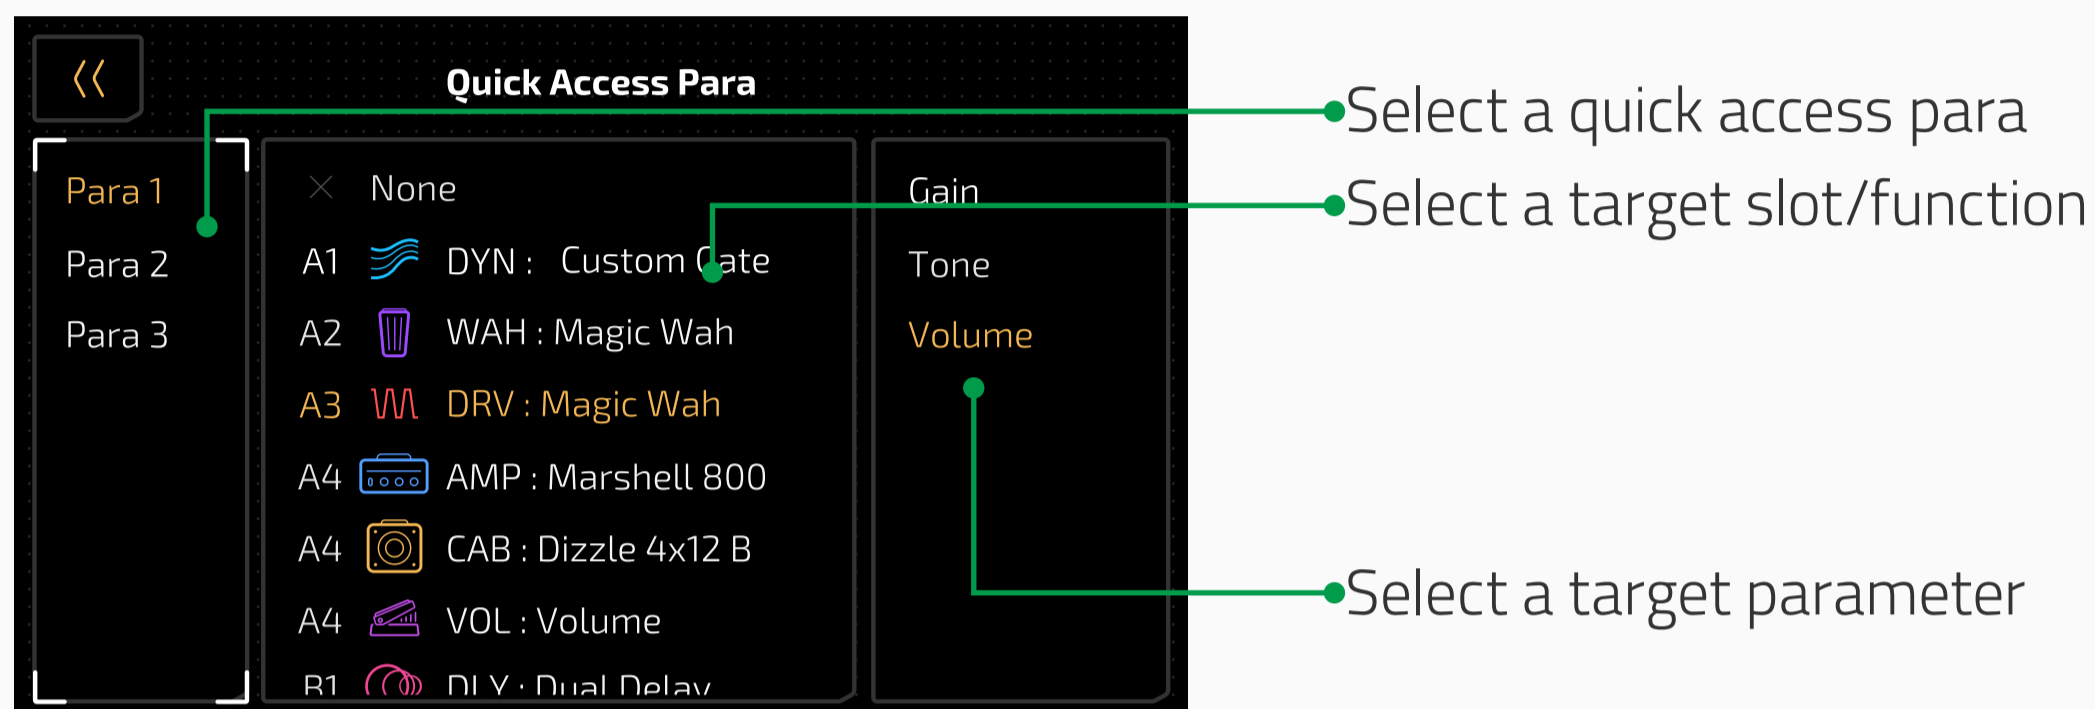 Quick Access Para
Para 1
Para 2
Para 3
None
A1 DYN : Custom Gate
A2 WAH : Magic Wah
A3 DRV : Magic Wah
A4 AMP : Marshell 800
A4 CAB : Dizzle 4x12 B
A4 VOL : Volume
B1 DLY : Dual Delay
Gain
Tone
Volume
Select a quick access para
Select a target slot/function
Select a target parameter